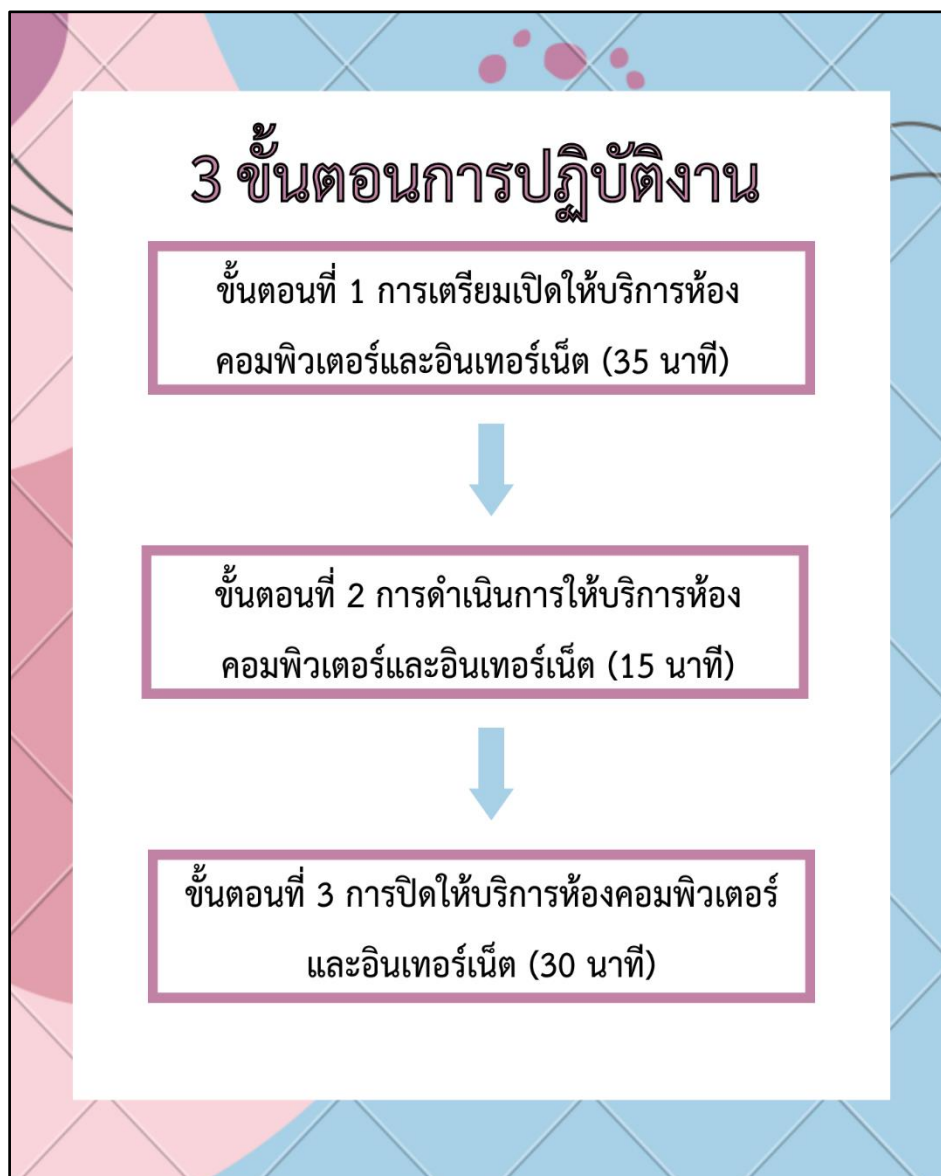 3 ขั้นตอนการปฏิบัติงาน
ขั้นตอนที่ 1 การเตรียมเปิดให้บริการห้อง
คอมพิวเตอร์และอินเทอร์เน็ต (35 นาที)
ขั้นตอนที่ 2 การดำเนินการให้บริการห้อง
คอมพิวเตอร์และอินเทอร์เน็ต (15 นาที)
ขั้นตอนที่ 3 การปิดให้บริการห้องคอมพิวเตอร์
และอินเทอร์เน็ต (30 นาที)